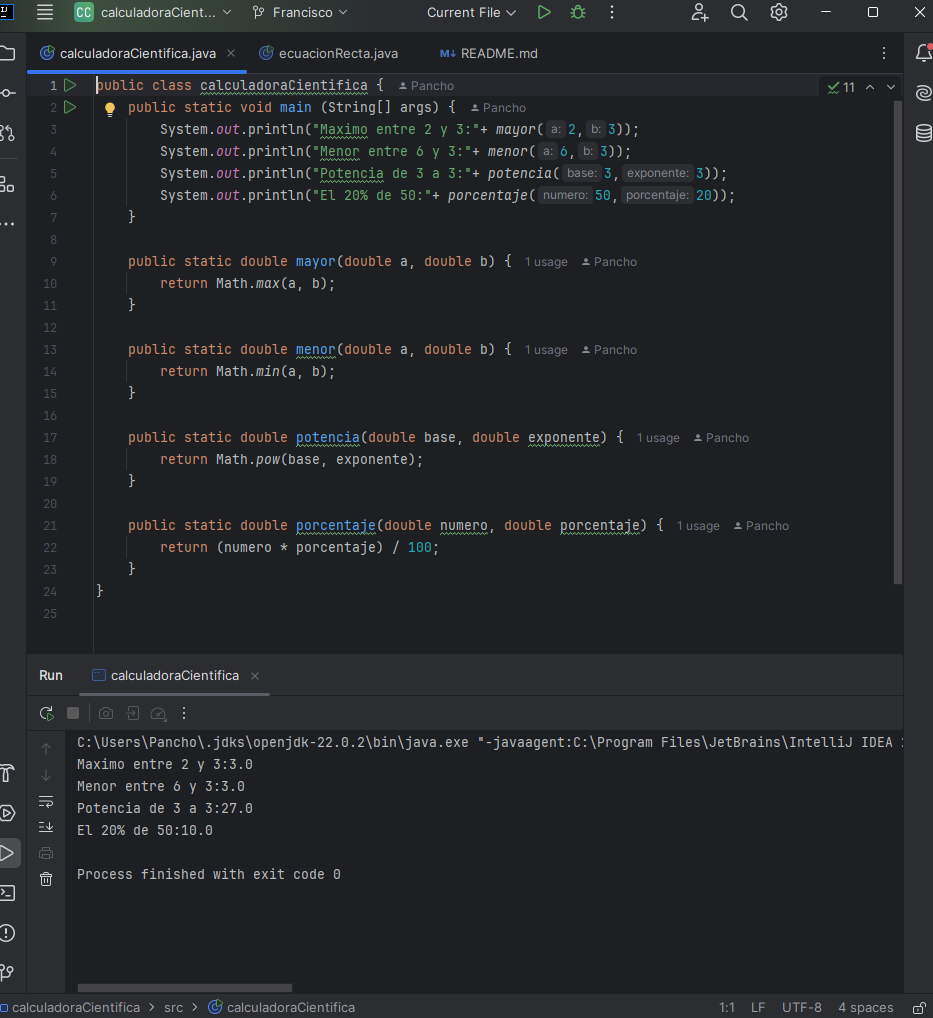 CC calculadoraCient... Francisco Current File
calculadoraCientifica.java ecuacionRecta.java M↓ README.md
1 public class calculadoraCientifica { Pancho 11
2 public static void main (String[] args) { Pancho
3 System.out.println("Maximo entre 2 y 3:"+ mayor( a: 2, b: 3));
4 System.out.println("Menor entre 6 y 3:"+ menor( a: 6, b: 3));
5 System.out.println("Potencia de 3 a 3:"+ potencia( base: 3, exponente: 3));
6 System.out.println("El 20% de 50:"+ porcentaje( numero: 50, porcentaje: 20));
7 }
8
9 public static double mayor(double a, double b) { 1 usage Pancho
10 return Math.max(a, b);
11 }
12
13 public static double menor(double a, double b) { 1 usage Pancho
14 return Math.min(a, b);
15 }
16
17 public static double potencia(double base, double exponente) { 1 usage Pancho
18 return Math.pow(base, exponente);
19 }
20
21 public static double porcentaje(double numero, double porcentaje) { 1 usage Pancho
22 return (numero * porcentaje) / 100;
23 }
24 }
25
Run calculadoraCientifica
C:\Users\Pancho\.jdks\openjdk-22.0.2\bin\java.exe "-javaagent:C:\Program Files\JetBrains\IntelliJ IDEA
Maximo entre 2 y 3:3.0
Menor entre 6 y 3:3.0
Potencia de 3 a 3:27.0
El 20% de 50:10.0
Process finished with exit code 0
calculadoraCientifica > src > calculadoraCientifica 1:1 LF UTF-8 4 spaces